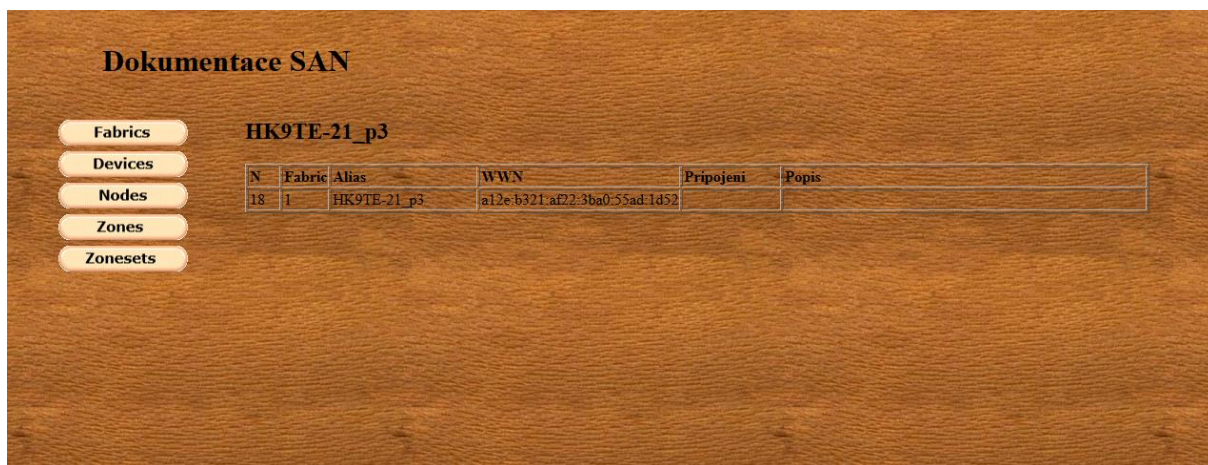 Dokumentace SAN
Fabrics
Devices
Nodes
Zones
Zonesets
HK9TE-21_p3
N Fabric Alias WWN Pripojeni Popis
18 1 HK9TE-21_p3 a12e:b321:af22:3ba0:55ad:1d52